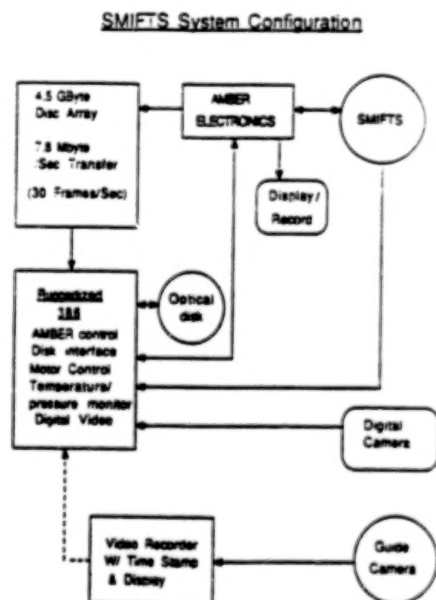 SMIFTS System Configuration
4.5 GByte
Disc Array
7.8 Mbyte
/Sec Transfer
(30 Frames/Sec)
AMBER
ELECTRONICS
SMIFTS
Display/
Record
Ruggedized
386
AMBER control
Disk interface
Motor Control
Temperature/
pressure monitor
Digital Video
Optical
disk
Digital
Camera
Video Recorder
W/ Time Stamp
& Display
Guide
Camera